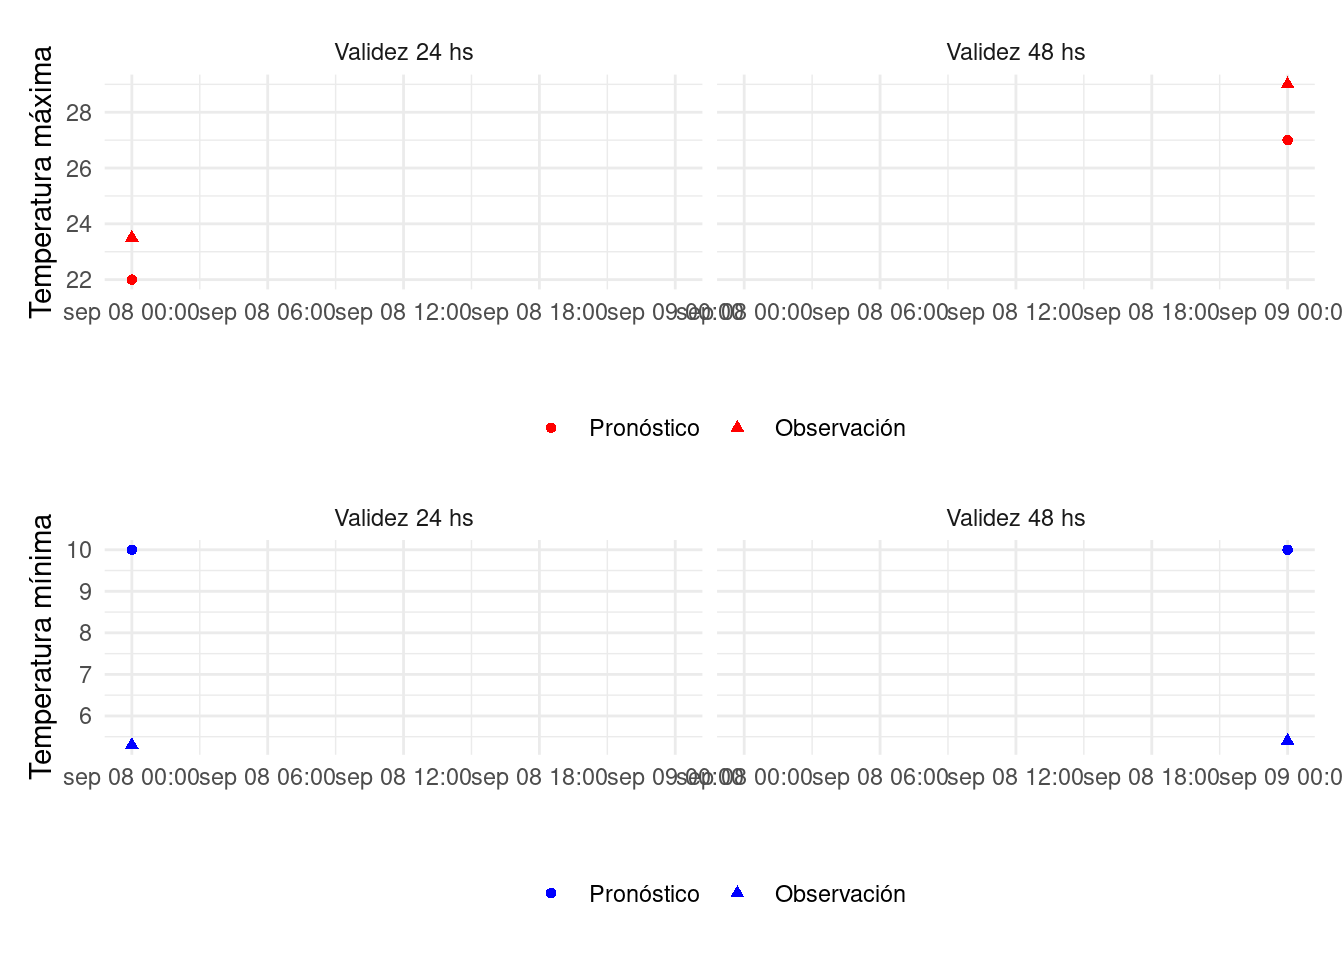 Validez 24 hs Validez 48 hs
Temperatura máxima
28
26
24
22
sep 08 00:00 sep 08 06:00 sep 08 12:00 sep 08 18:00 sep 09 00:00 sep 08 00:00 sep 08 06:00 sep 08 12:00 sep 08 18:00 sep 09 00:0
Pronóstico Observación
Validez 24 hs Validez 48 hs
Temperatura mínima
10
9
8
7
6
sep 08 00:00 sep 08 06:00 sep 08 12:00 sep 08 18:00 sep 09 00:00 sep 08 00:00 sep 08 06:00 sep 08 12:00 sep 08 18:00 sep 09 00:0
Pronóstico Observación